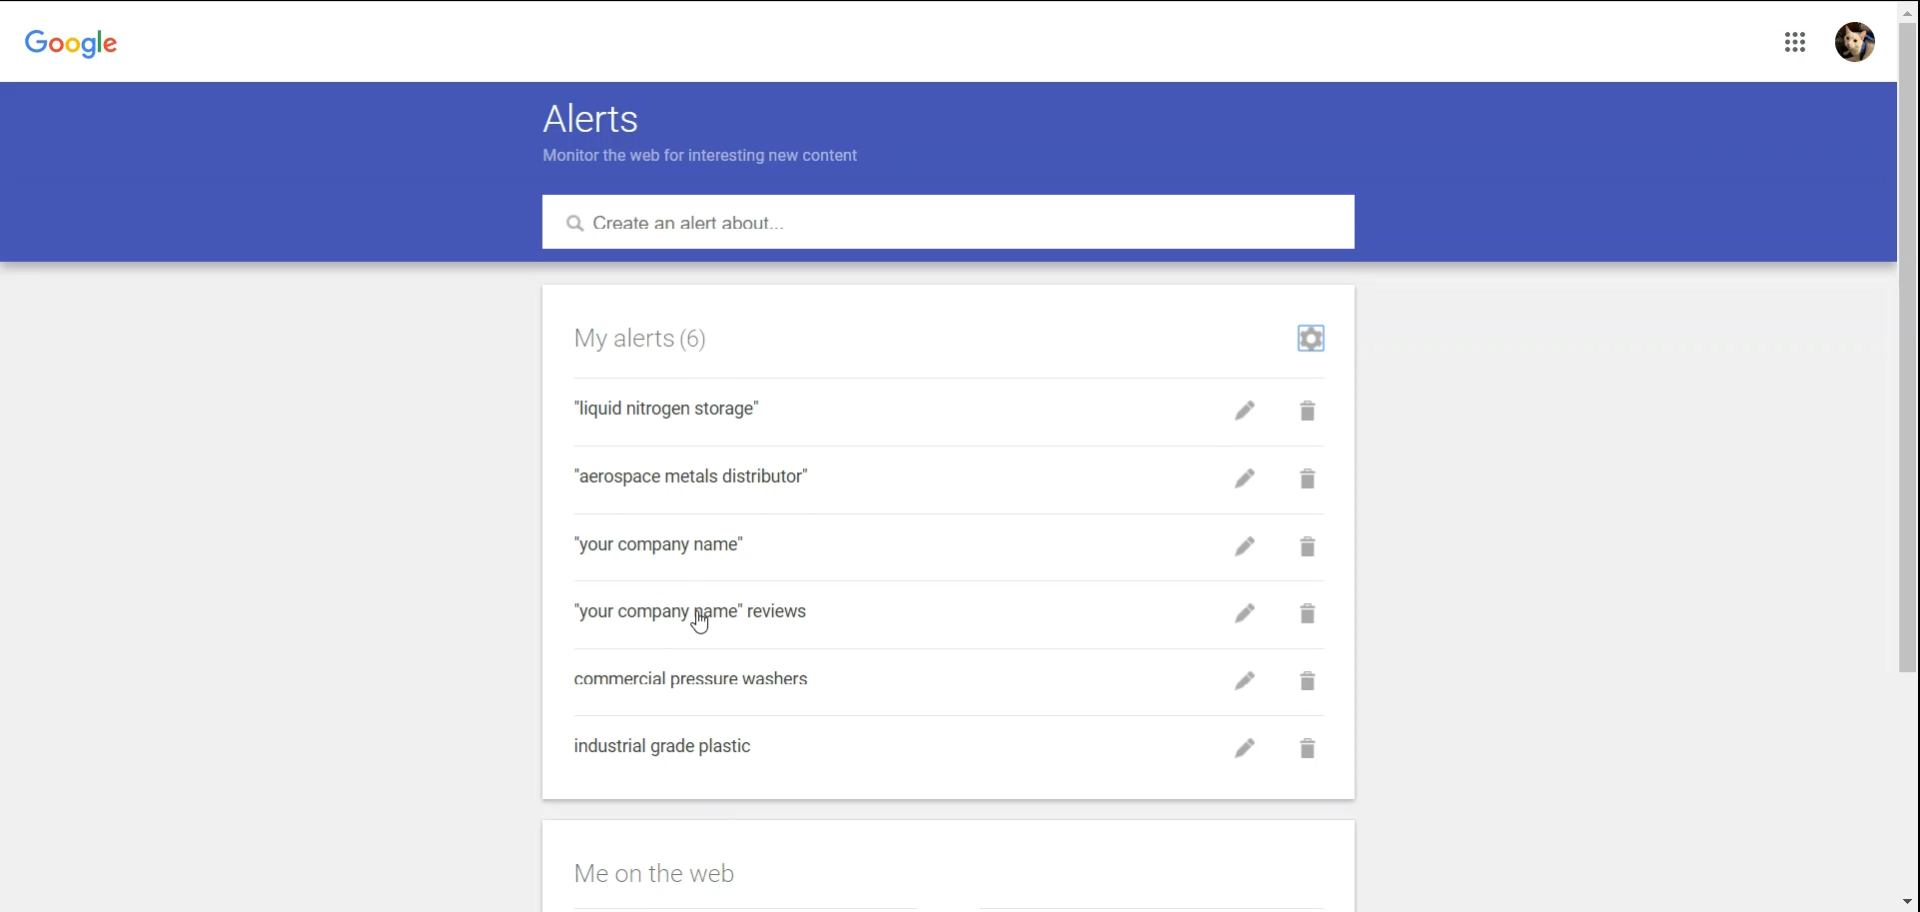 Google
Alerts
Monitor the web for interesting new content
Create an alert about...
My alerts (6)
"liquid nitrogen storage"
"aerospace metals distributor"
"your company name"
"your company name" reviews
commercial pressure washers
industrial grade plastic
Me on the web